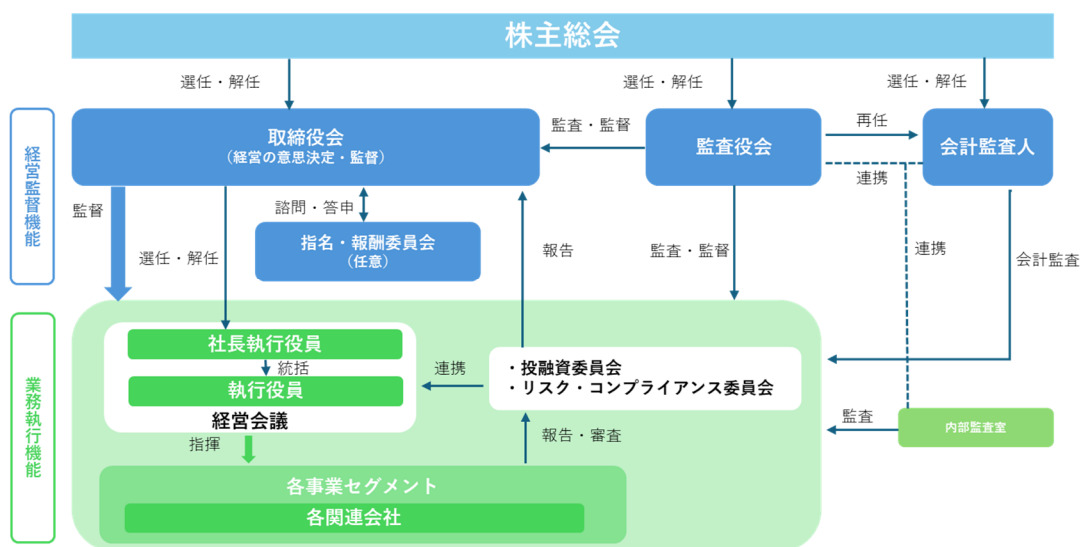 株主総会
選任・解任
選任・解任
選任・解任
経営監督機能
取締役会
（経営の意思決定・監督）
監査・監督
監査役会
再任
会計監査人
連携
監督
諮問・答申
指名・報酬委員会
（任意）
選任・解任
報告
監査・監督
連携
会計監査
業務執行機能
社長執行役員
統括
執行役員
経営会議
連携
・投融資委員会
・リスク・コンプライアンス委員会
監査
内部監査室
指揮
報告・審査
各事業セグメント
各関連会社